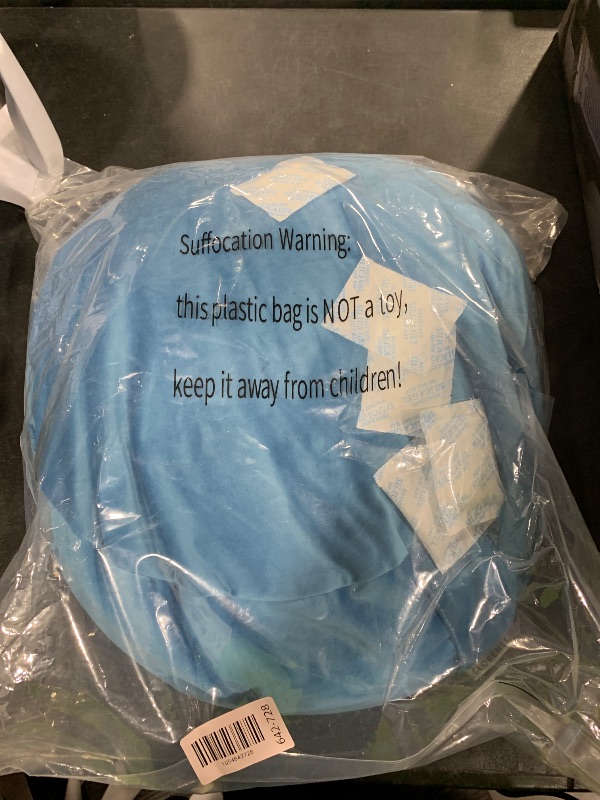 Suffocation Warning:
this plastic bag is NOT a toy,
keep it away from children!
642-728